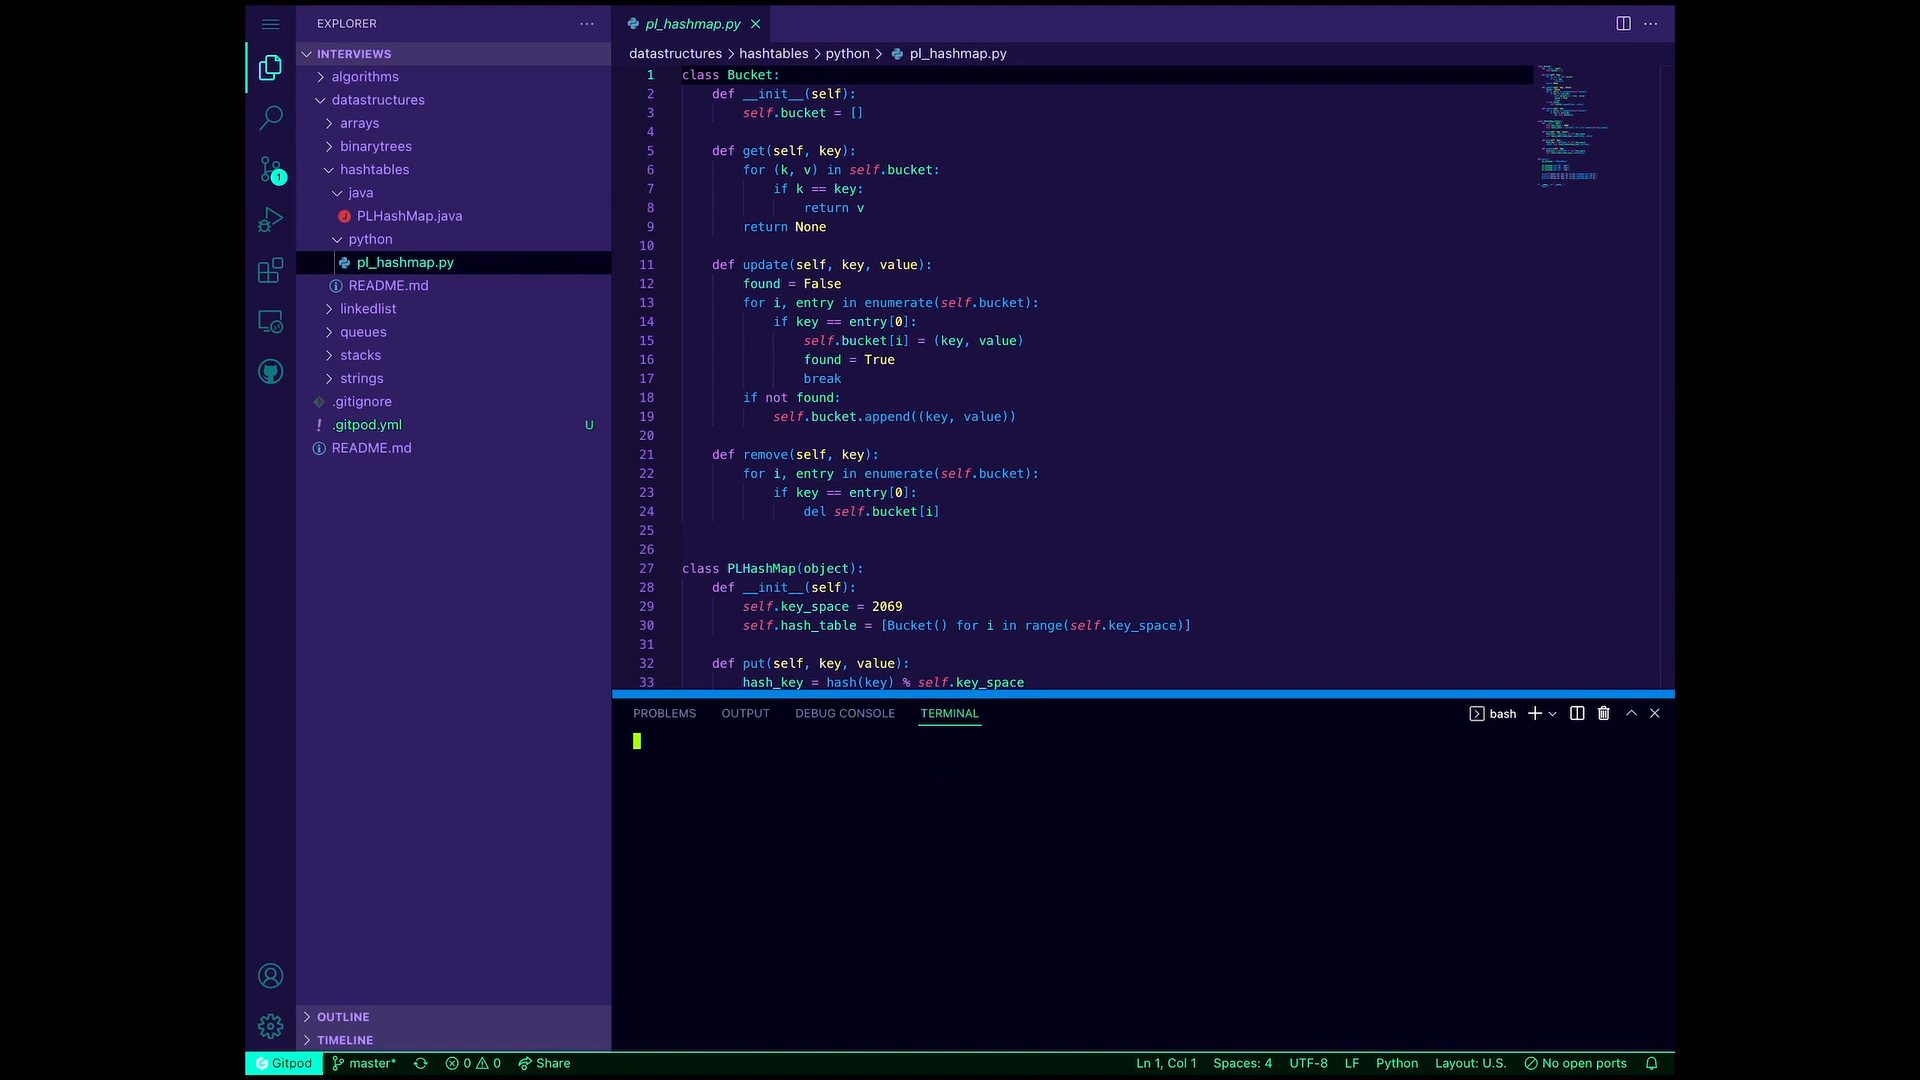 EXPLORER
INTERVIEWS
algorithms
datastructures
arrays
binarytrees
hashtables
java
PLHashMap.java
python
pl_hashmap.py
README.md
linkedlist
queues
stacks
strings
.gitignore
.gitpod.yml U
README.md
OUTLINE
TIMELINE
1
pl_hashmap.py
datastructures > hashtables > python > pl_hashmap.py
1 class Bucket:
2     def __init__(self):
3         self.bucket = []
4
5     def get(self, key):
6         for (k, v) in self.bucket:
7             if k == key:
8                 return v
9         return None
10
11     def update(self, key, value):
12         found = False
13         for i, entry in enumerate(self.bucket):
14             if key == entry[0]:
15                 self.bucket[i] = (key, value)
16                 found = True
17                 break
18         if not found:
19             self.bucket.append((key, value))
20
21     def remove(self, key):
22         for i, entry in enumerate(self.bucket):
23             if key == entry[0]:
24                 del self.bucket[i]
25
26
27 class PLHashMap(object):
28     def __init__(self):
29         self.key_space = 2069
30         self.hash_table = [Bucket() for i in range(self.key_space)]
31
32     def put(self, key, value):
33         hash_key = hash(key) % self.key_space
PROBLEMS OUTPUT DEBUG CONSOLE TERMINAL bash
Gitpod master* 0 0 Share Ln 1, Col 1 Spaces: 4 UTF-8 LF Python Layout: U.S. No open ports